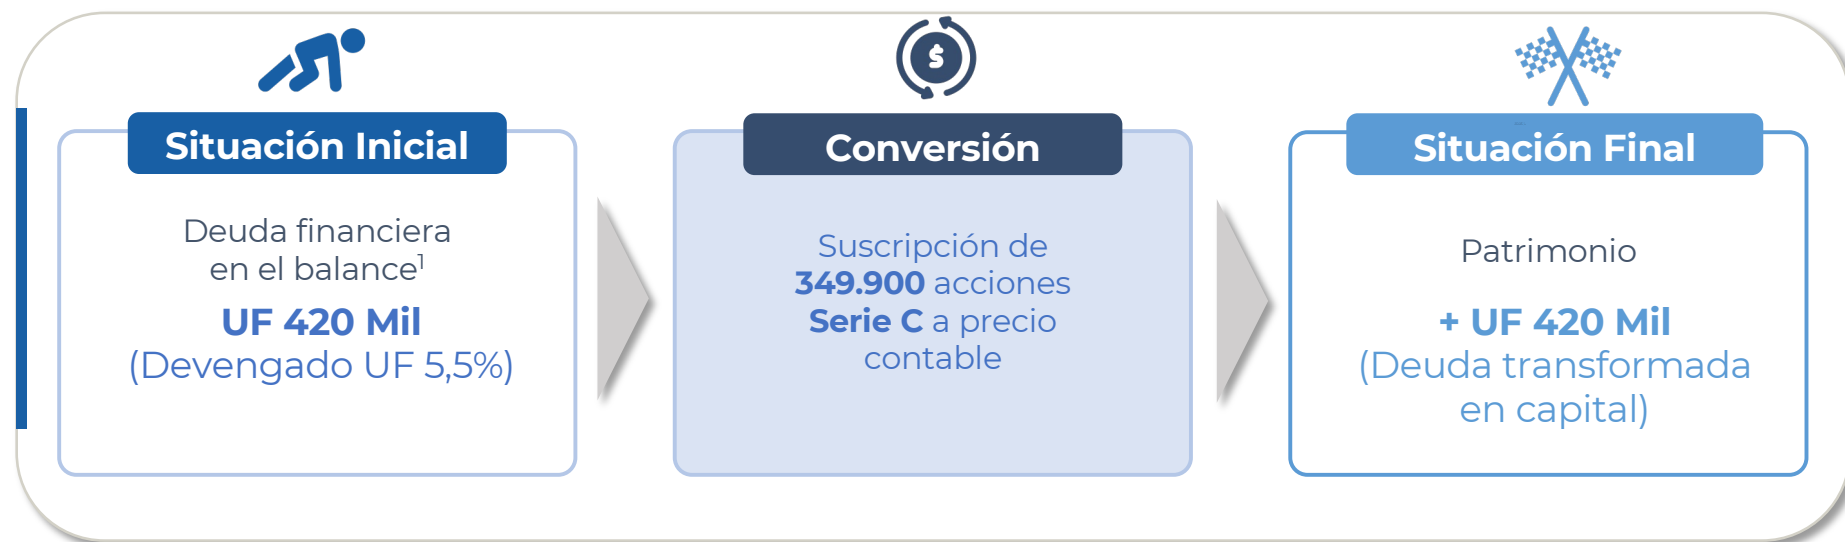 Situación Inicial
Deuda financiera
en el balance¹
UF 420 Mil
(Devengado UF 5,5%)
$
Conversión
Suscripción de
349.900 acciones
Serie C a precio
contable
Situación Final
Patrimonio
+ UF 420 Mil
(Deuda transformada
en capital)